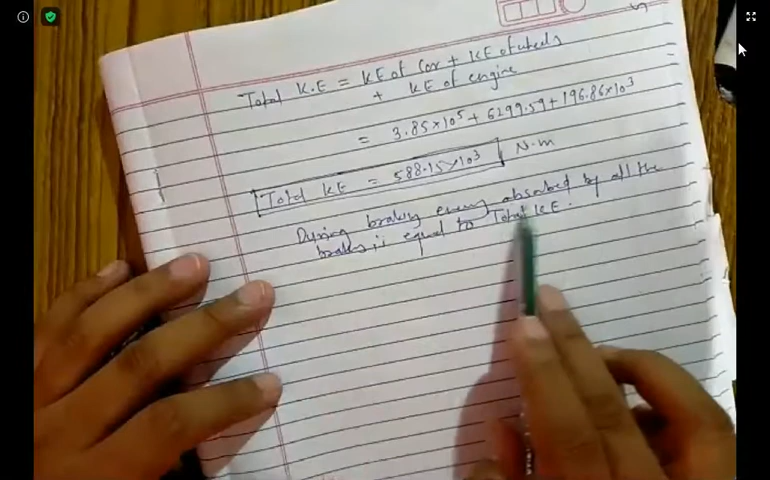 Total K.E = KE of Car + KE of wheels
+ KE of engine
= 3.85×10⁵ + 6299.59 + 196.86×10³
Total KE = 588.15×10³ N·m
During braking energy absorbed by all the
brakes is equal to Total KE.